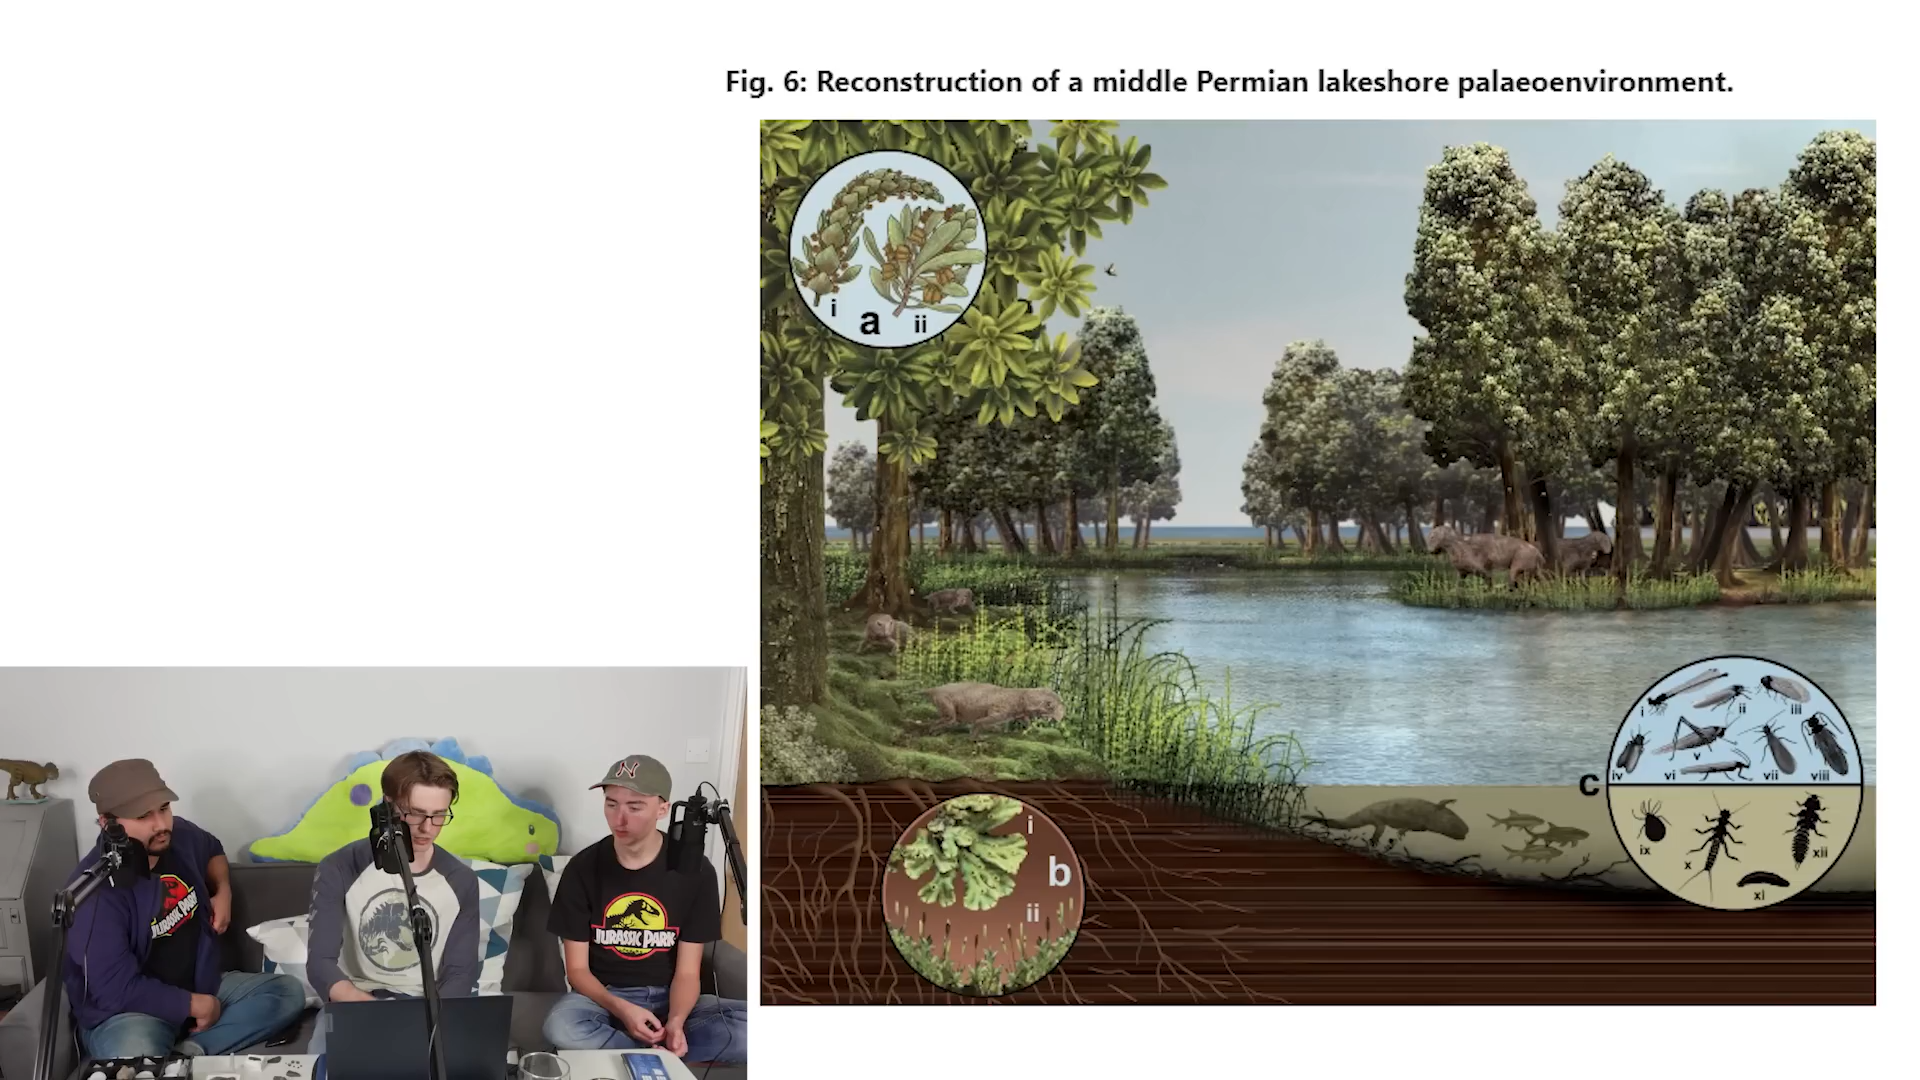 Fig. 6: Reconstruction of a middle Permian lakeshore palaeoenvironment.
i
a
ii
i
b
ii
c
i
ii
iii
iv
v
vi
vii
viii
ix
x
xi
xii
JURASSIC PARK
N
JURASSIC PARK